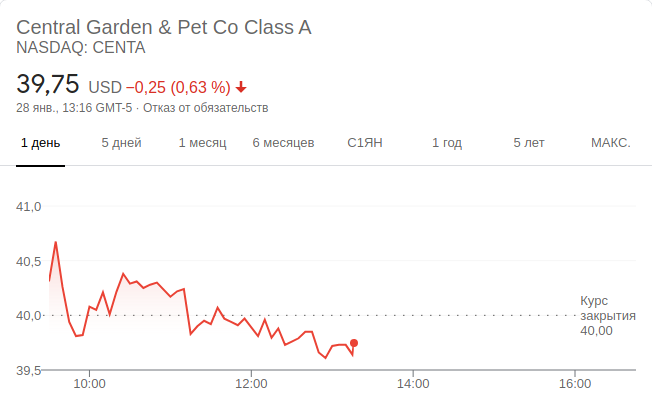 Central Garden & Pet Co Class A
NASDAQ: CENTA
39,75 USD −0,25 (0,63 %)
28 янв., 13:16 GMT-5 · Отказ от обязательств
1 день 5 дней 1 месяц 6 месяцев С1ЯН 1 год 5 лет МАКС.
41,0
40,5
40,0
39,5
Курс
закрытия
40,00
10:00 12:00 14:00 16:00